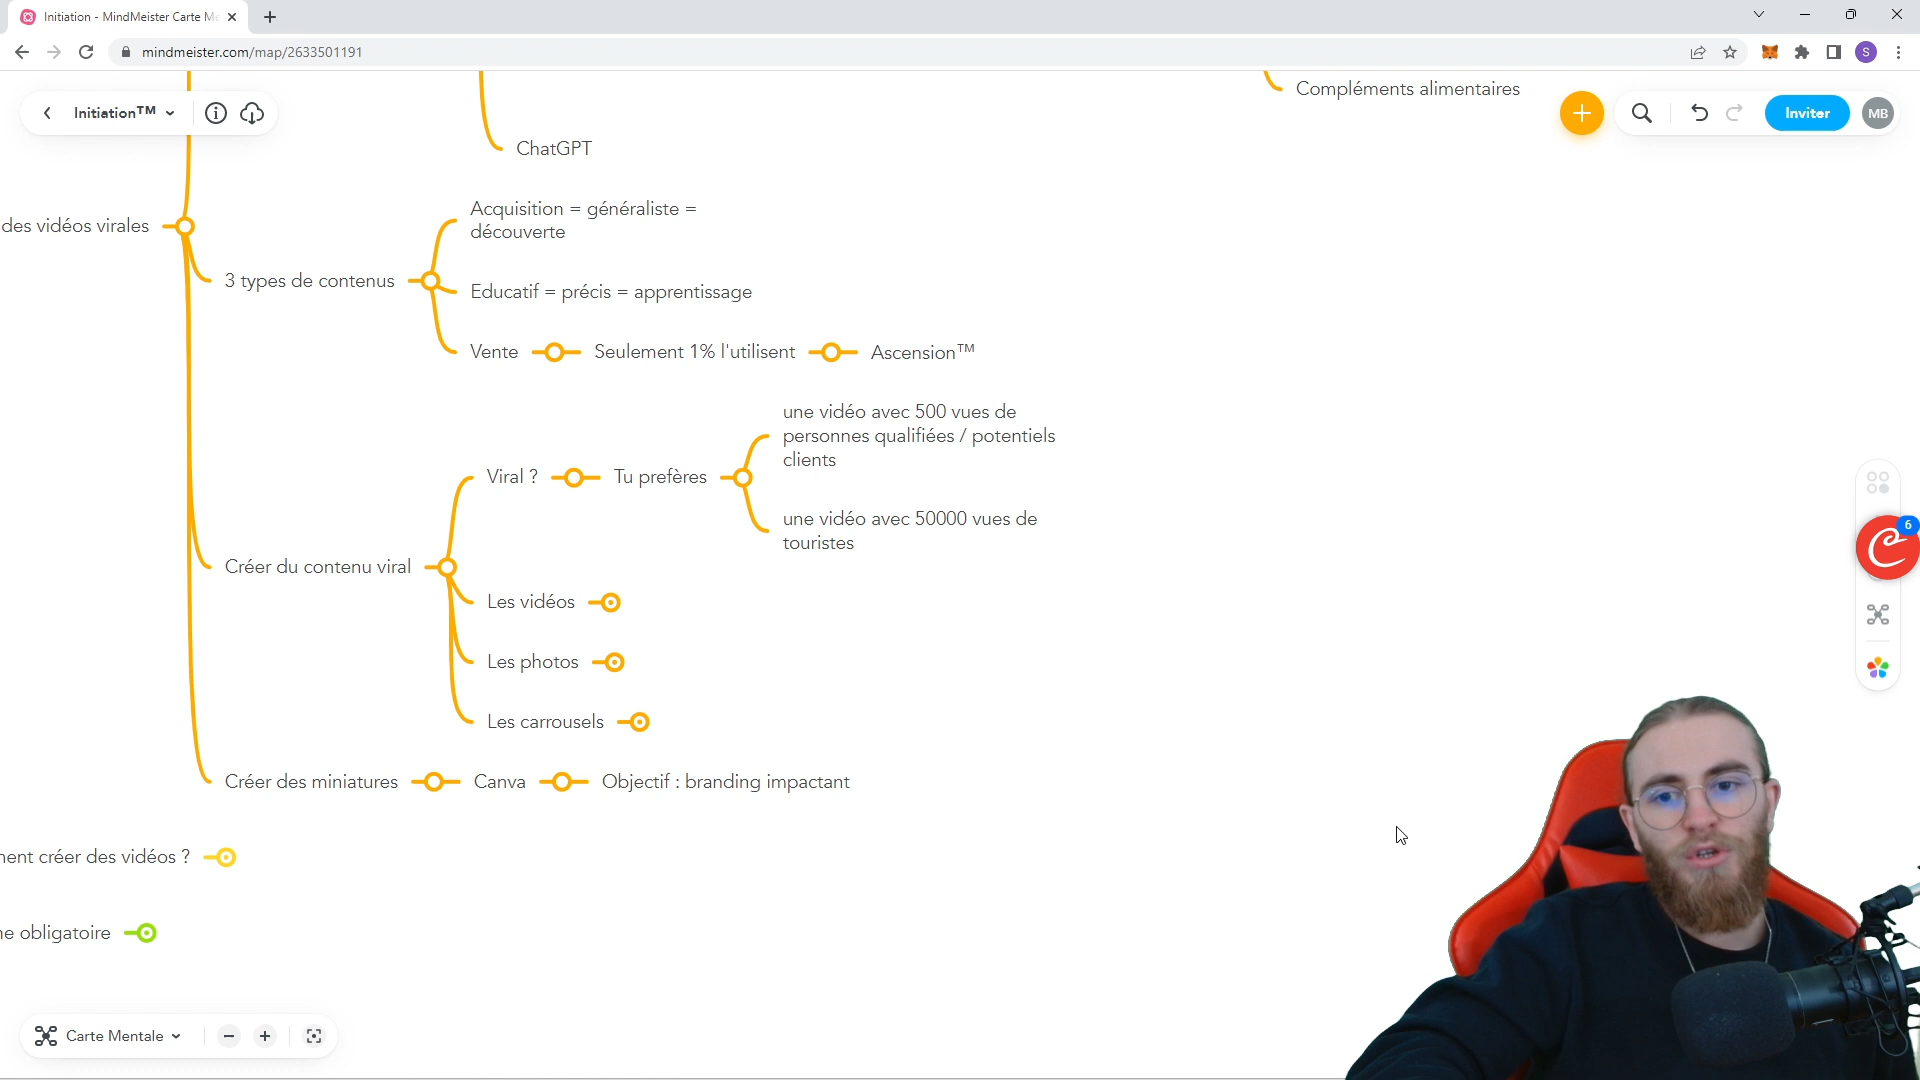 Initiation - MindMeister Carte Me
mindmeister.com/map/2633501191
S
Compléments alimentaires
Initiation™
Inviter
MB
ChatGPT
Acquisition = généraliste =
découverte
des vidéos virales
3 types de contenus
Educatif = précis = apprentissage
Vente
Seulement 1% l'utilisent
Ascension™
une vidéo avec 500 vues de
personnes qualifiées / potentiels
clients
Viral ?
Tu prefères
une vidéo avec 50000 vues de
touristes
6
Créer du contenu viral
Les vidéos
Les photos
Les carrousels
Créer des miniatures
Canva
Objectif : branding impactant
ent créer des vidéos ?
e obligatoire
Carte Mentale